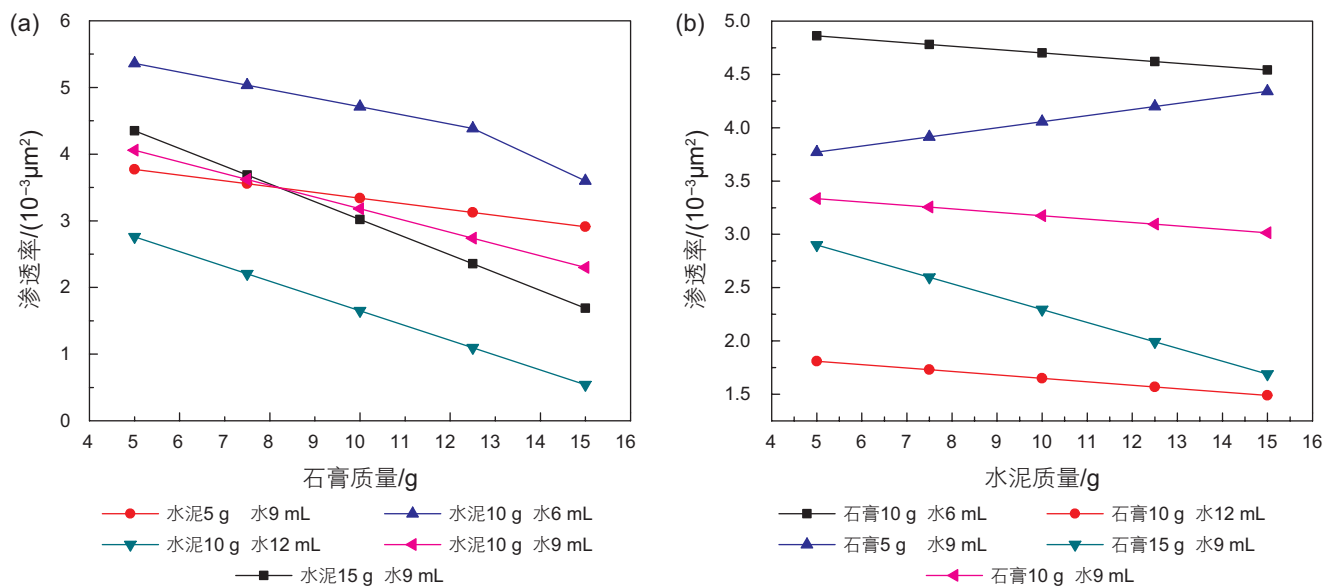 (a)
6
5
4
3
2
1
0
渗透率/(10⁻³μm²)
4 5 6 7 8 9 10 11 12 13 14 15 16
石膏质量/g
水泥5 g 水9 mL
水泥10 g 水6 mL
水泥10 g 水12 mL
水泥10 g 水9 mL
水泥15 g 水9 mL
(b)
5.0
4.5
4.0
3.5
3.0
2.5
2.0
1.5
渗透率/(10⁻³μm²)
4 5 6 7 8 9 10 11 12 13 14 15 16
水泥质量/g
石膏10 g 水6 mL
石膏10 g 水12 mL
石膏5 g 水9 mL
石膏15 g 水9 mL
石膏10 g 水9 mL